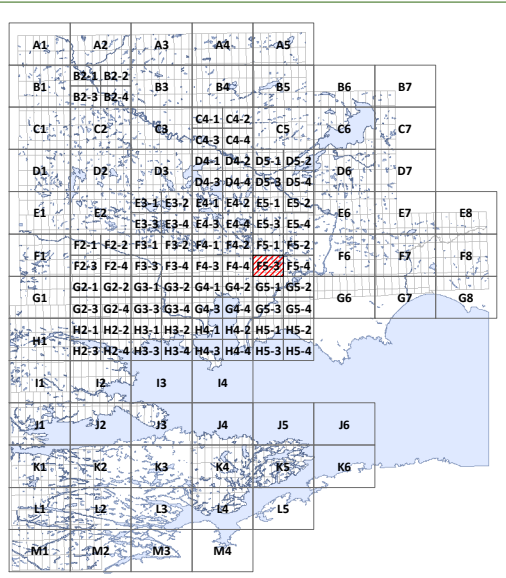 A1 A2 A3 A4 A5
B2-1 B2-2
B1 B3 B4 B5 B6 B7
B2-3 B2-4
C4-1 C4-2
C1 C2 C3 C5 C6 C7
C4-3 C4-4
D4-1 D4-2 D5-1 D5-2
D1 D2 D3 D6 D7
D4-3 D4-4 D5-3 D5-4
E3-1 E3-2 E4-1 E4-2 E5-1 E5-2
E1 E2 E6 E7 E8
E3-3 E3-4 E4-3 E4-4 E5-3 E5-4
F2-1 F2-2 F3-1 F3-2 F4-1 F4-2 F5-1 F5-2
F1 F6 F7 F8
F2-3 F2-4 F3-3 F3-4 F4-3 F4-4 F5-3 F5-4
G2-1 G2-2 G3-1 G3-2 G4-1 G4-2 G5-1 G5-2
G1 G6 G7 G8
G2-3 G2-4 G3-3 G3-4 G4-3 G4-4 G5-3 G5-4
H2-1 H2-2 H3-1 H3-2 H4-1 H4-2 H5-1 H5-2
H1
H2-3 H2-4 H3-3 H3-4 H4-3 H4-4 H5-3 H5-4
I1 I2 I3 I4
J1 J2 J3 J4 J5 J6
K1 K2 K3 K4 K5 K6
L1 L2 L3 L4 L5
M1 M2 M3 M4